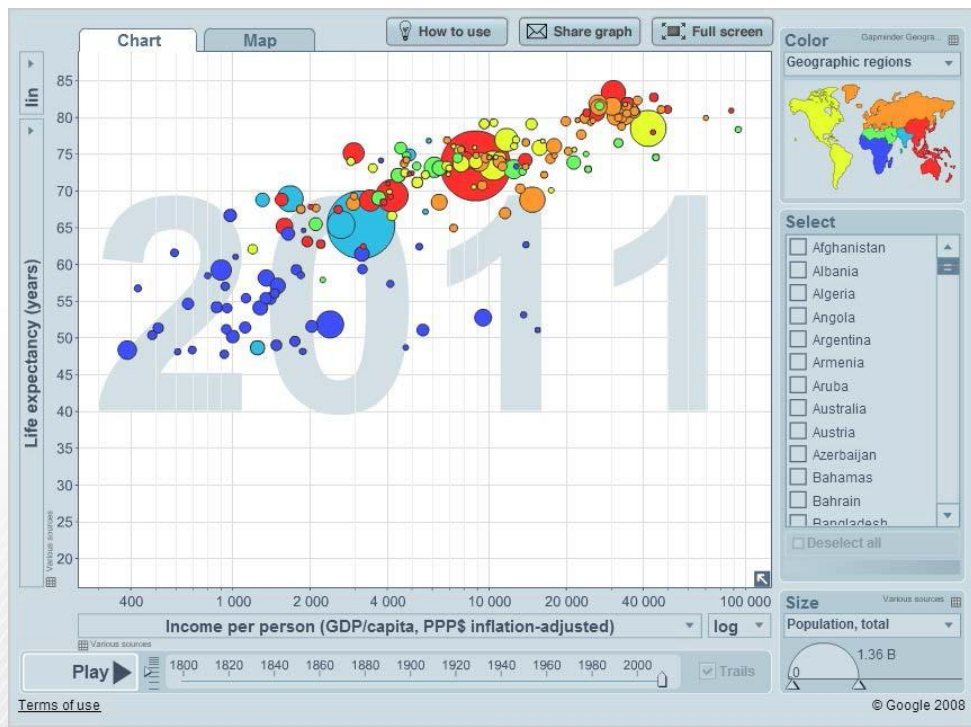 Chart
Map
How to use
Share graph
Full screen
Color
Gapminder Geogra...
Geographic regions
lin
Life expectancy (years)
Various sources
85
80
75
70
65
60
55
50
45
40
35
30
25
20
2011
400
1 000
2 000
4 000
10 000
20 000
40 000
100 000
Income per person (GDP/capita, PPP$ inflation-adjusted)
log
Various sources
Select
Afghanistan
Albania
Algeria
Angola
Argentina
Armenia
Aruba
Australia
Austria
Azerbaijan
Bahamas
Bahrain
Bangladesh
Deselect all
Size
Various sources
Population, total
1.36 B
0
Play
1800
1820
1840
1860
1880
1900
1920
1940
1960
1980
2000
Trails
Terms of use
© Google 2008